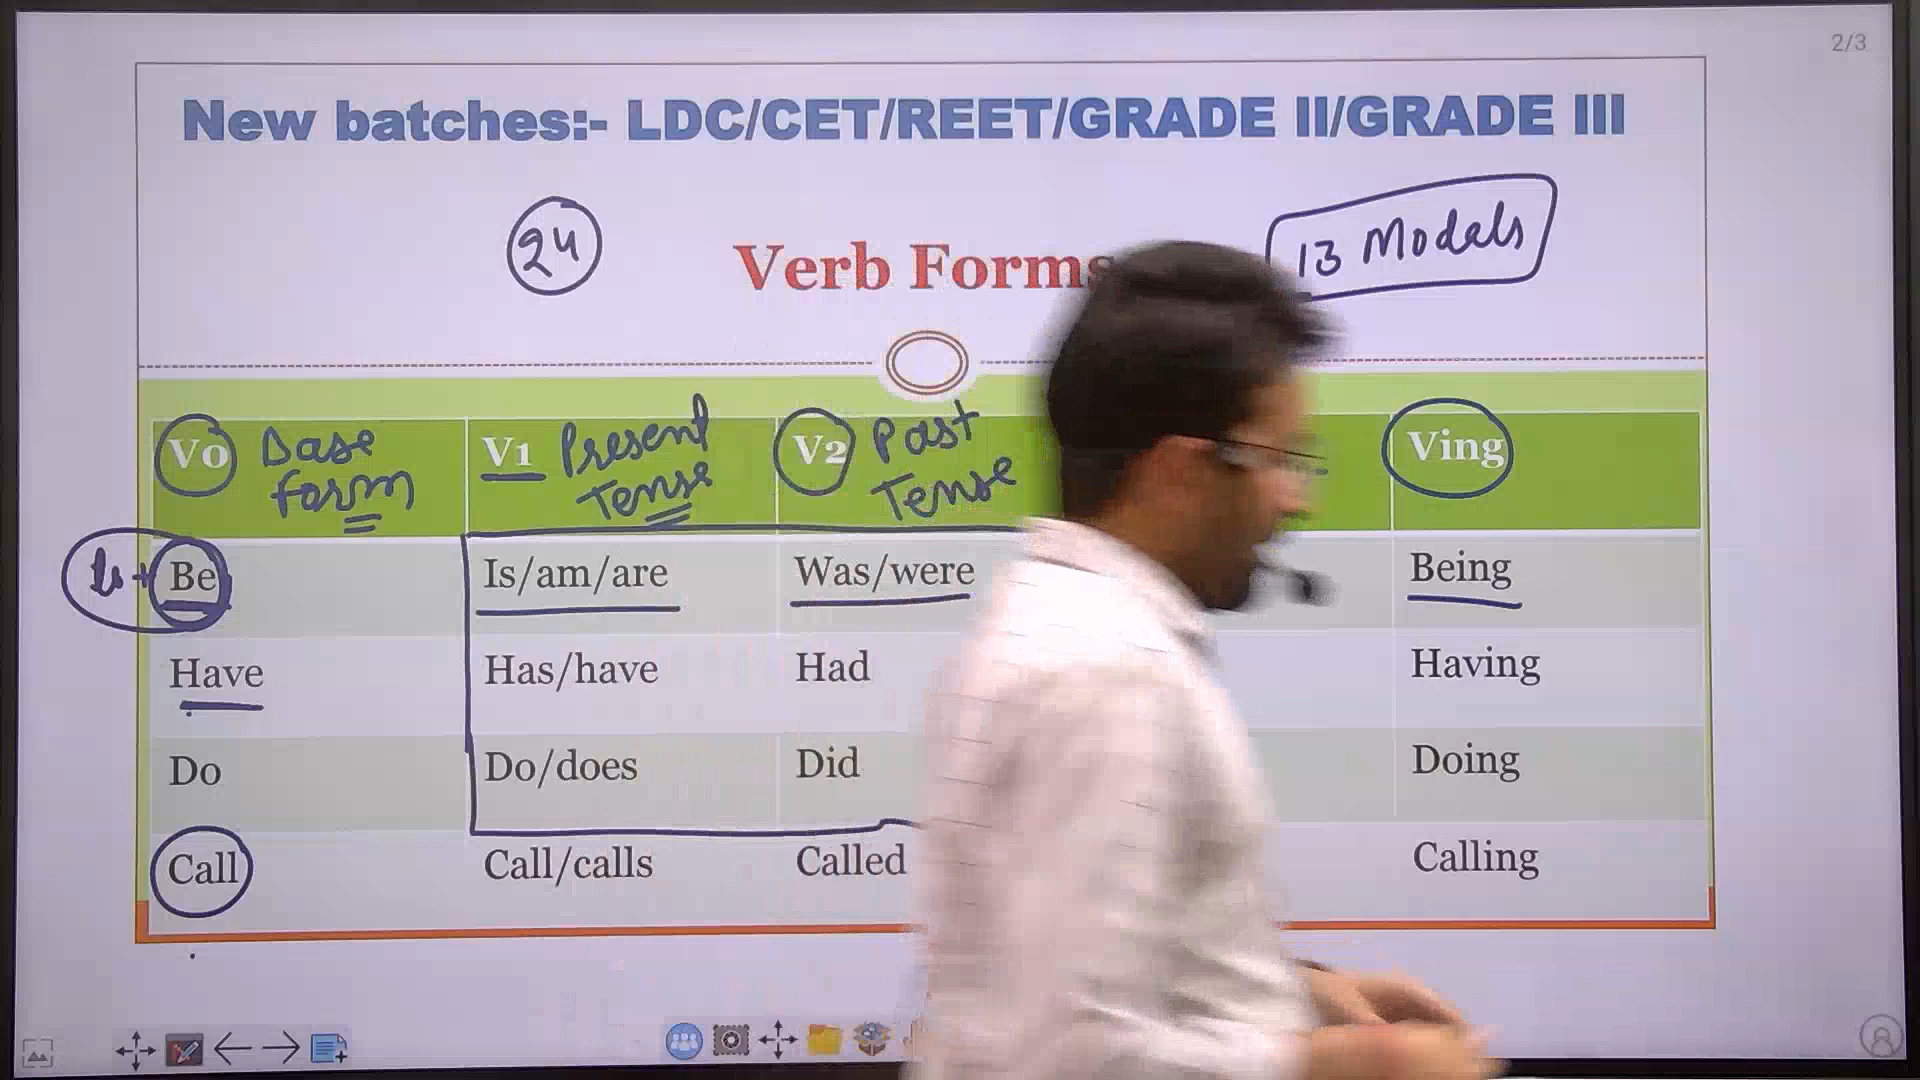 2/3
New batches:- LDC/CET/REET/GRADE II/GRADE III
24
Verb Forms
13 Modals
V0 Base form
V1 Present Tense
V2 Past Tense
Ving
Be Is/am/are Was/were Being
Have Has/have Had Having
Do Do/does Did Doing
Call Call/calls Called Calling